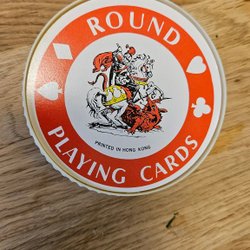 ROUND
PRINTED IN HONG KONG
PLAYING CARDS